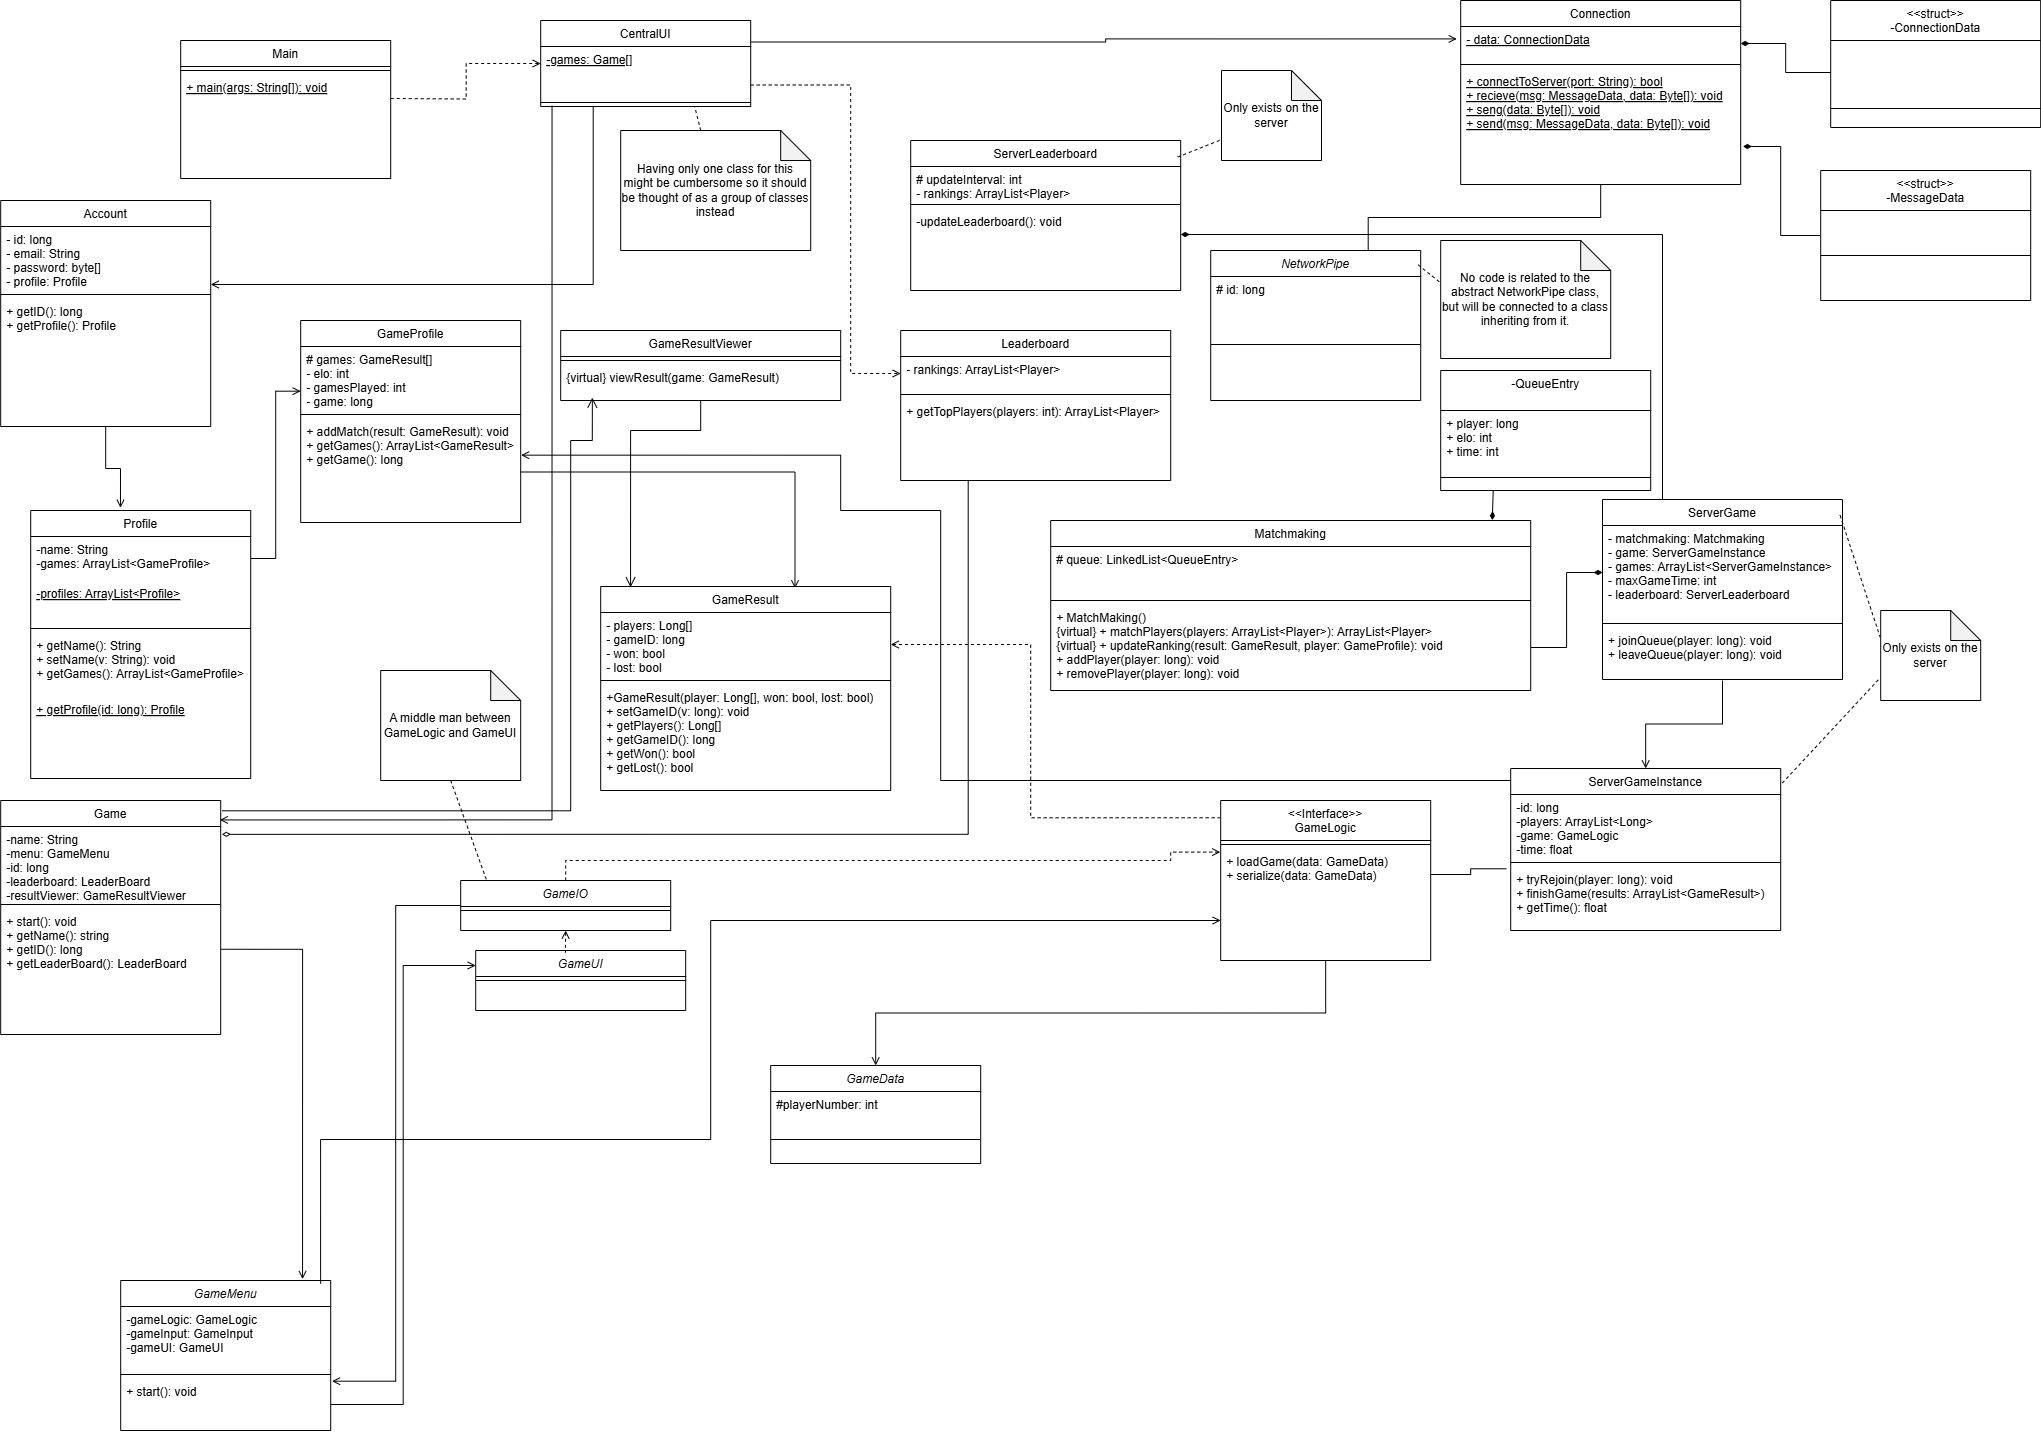 Main
+ main(args: String[]): void
CentralUI
-games: Game[]
Having only one class for this
might be cumbersome so it should
be thought of as a group of classes
instead
Connection
- data: ConnectionData
+ connectToServer(port: String): bool
+ recieve(msg: MessageData, data: Byte[]): void
+ seng(data: Byte[]): void
+ send(msg: MessageData, data: Byte[]): void
<<struct>>
-ConnectionData
<<struct>>
-MessageData
Only exists on the
server
ServerLeaderboard
# updateInterval: int
- rankings: ArrayList<Player>
-updateLeaderboard(): void
Account
- id: long
- email: String
- password: byte[]
- profile: Profile
+ getID(): long
+ getProfile(): Profile
NetworkPipe
# id: long
No code is related to the
abstract NetworkPipe class,
but will be connected to a class
inheriting from it.
GameProfile
# games: GameResult[]
- elo: int
- gamesPlayed: int
- game: long
+ addMatch(result: GameResult): void
+ getGames(): ArrayList<GameResult>
+ getGame(): long
GameResultViewer
{virtual} viewResult(game: GameResult)
Leaderboard
- rankings: ArrayList<Player>
+ getTopPlayers(players: int): ArrayList<Player>
-QueueEntry
+ player: long
+ elo: int
+ time: int
Profile
-name: String
-games: ArrayList<GameProfile>
-profiles: ArrayList<Profile>
+ getName(): String
+ setName(v: String): void
+ getGames(): ArrayList<GameProfile>
+ getProfile(id: long): Profile
Matchmaking
# queue: LinkedList<QueueEntry>
+ MatchMaking()
{virtual} + matchPlayers(players: ArrayList<Player>): ArrayList<Player>
{virtual} + updateRanking(result: GameResult, player: GameProfile): void
+ addPlayer(player: long): void
+ removePlayer(player: long): void
ServerGame
- matchmaking: Matchmaking
- game: ServerGameInstance
- games: ArrayList<ServerGameInstance>
- maxGameTime: int
- leaderboard: ServerLeaderboard
+ joinQueue(player: long): void
+ leaveQueue(player: long): void
Only exists on the
server
GameResult
- players: Long[]
- gameID: long
- won: bool
- lost: bool
+GameResult(player: Long[], won: bool, lost: bool)
+ setGameID(v: long): void
+ getPlayers(): Long[]
+ getGameID(): long
+ getWon(): bool
+ getLost(): bool
A middle man between
GameLogic and GameUI
Game
-name: String
-menu: GameMenu
-id: long
-leaderboard: LeaderBoard
-resultViewer: GameResultViewer
+ start(): void
+ getName(): string
+ getID(): long
+ getLeaderBoard(): LeaderBoard
<<Interface>>
GameLogic
+ loadGame(data: GameData)
+ serialize(data: GameData)
ServerGameInstance
-id: long
-players: ArrayList<Long>
-game: GameLogic
-time: float
+ tryRejoin(player: long): void
+ finishGame(results: ArrayList<GameResult>)
+ getTime(): float
GameIO
GameUI
GameData
#playerNumber: int
GameMenu
-gameLogic: GameLogic
-gameInput: GameInput
-gameUI: GameUI
+ start(): void